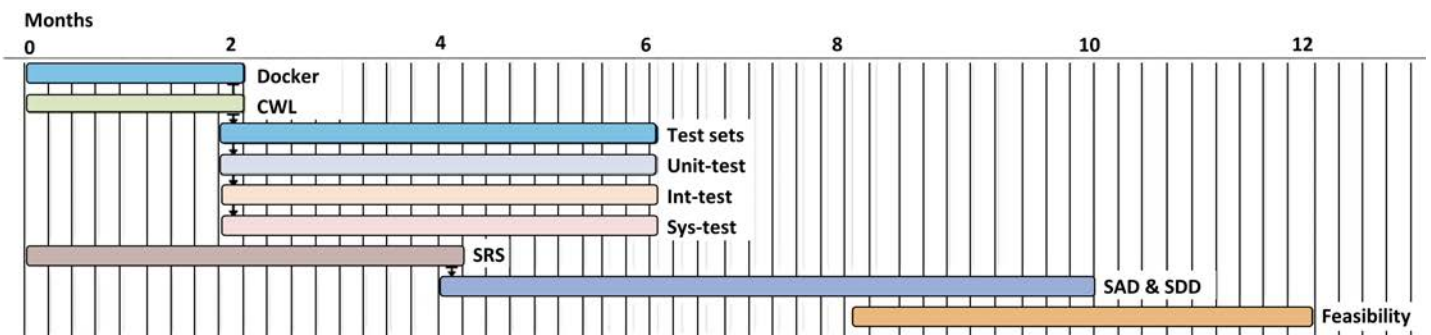 Months
0 2 4 6 8 10 12
Docker
CWL
Test sets
Unit-test
Int-test
Sys-test
SRS
SAD & SDD
Feasibility